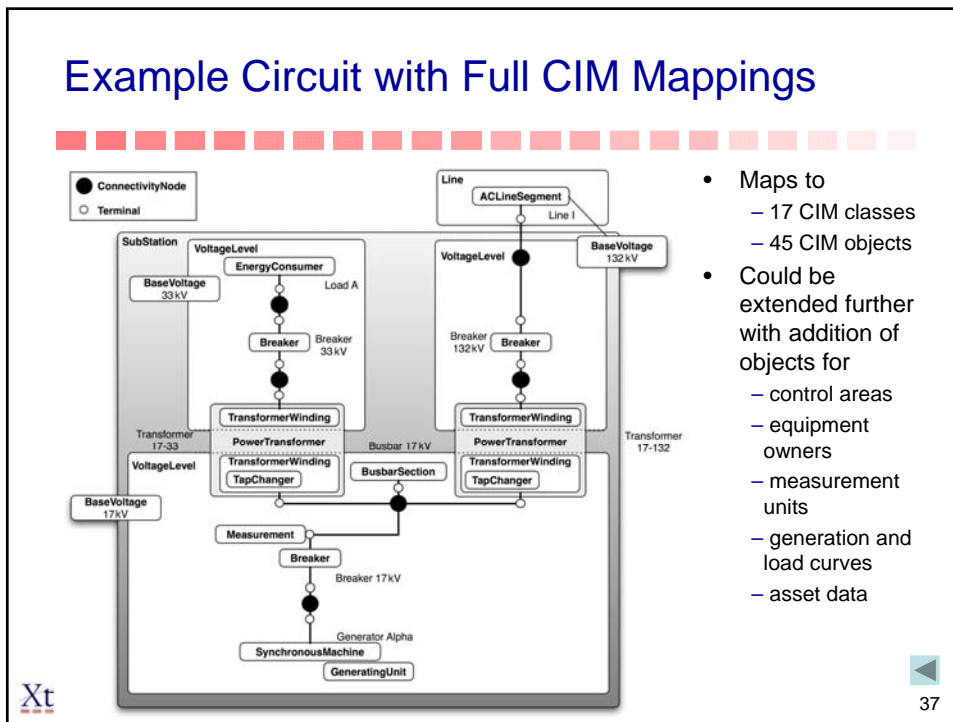 Example Circuit with Full CIM Mappings
ConnectivityNode
Terminal
Line
ACLineSegment
Line I
SubStation
VoltageLevel
EnergyConsumer
BaseVoltage
33 kV
Load A
Breaker
Breaker
33 kV
TransformerWinding
VoltageLevel
BaseVoltage
132 kV
Breaker
132 kV
Breaker
TransformerWinding
Transformer
17-33
PowerTransformer
Busbar 17 kV
PowerTransformer
Transformer
17-132
VoltageLevel
TransformerWinding
TapChanger
BusbarSection
TransformerWinding
TapChanger
BaseVoltage
17 kV
Measurement
Breaker
Breaker 17 kV
Generator Alpha
SynchronousMachine
GeneratingUnit
• Maps to
– 17 CIM classes
– 45 CIM objects
• Could be
extended further
with addition of
objects for
– control areas
– equipment
owners
– measurement
units
– generation and
load curves
– asset data
Xt
37